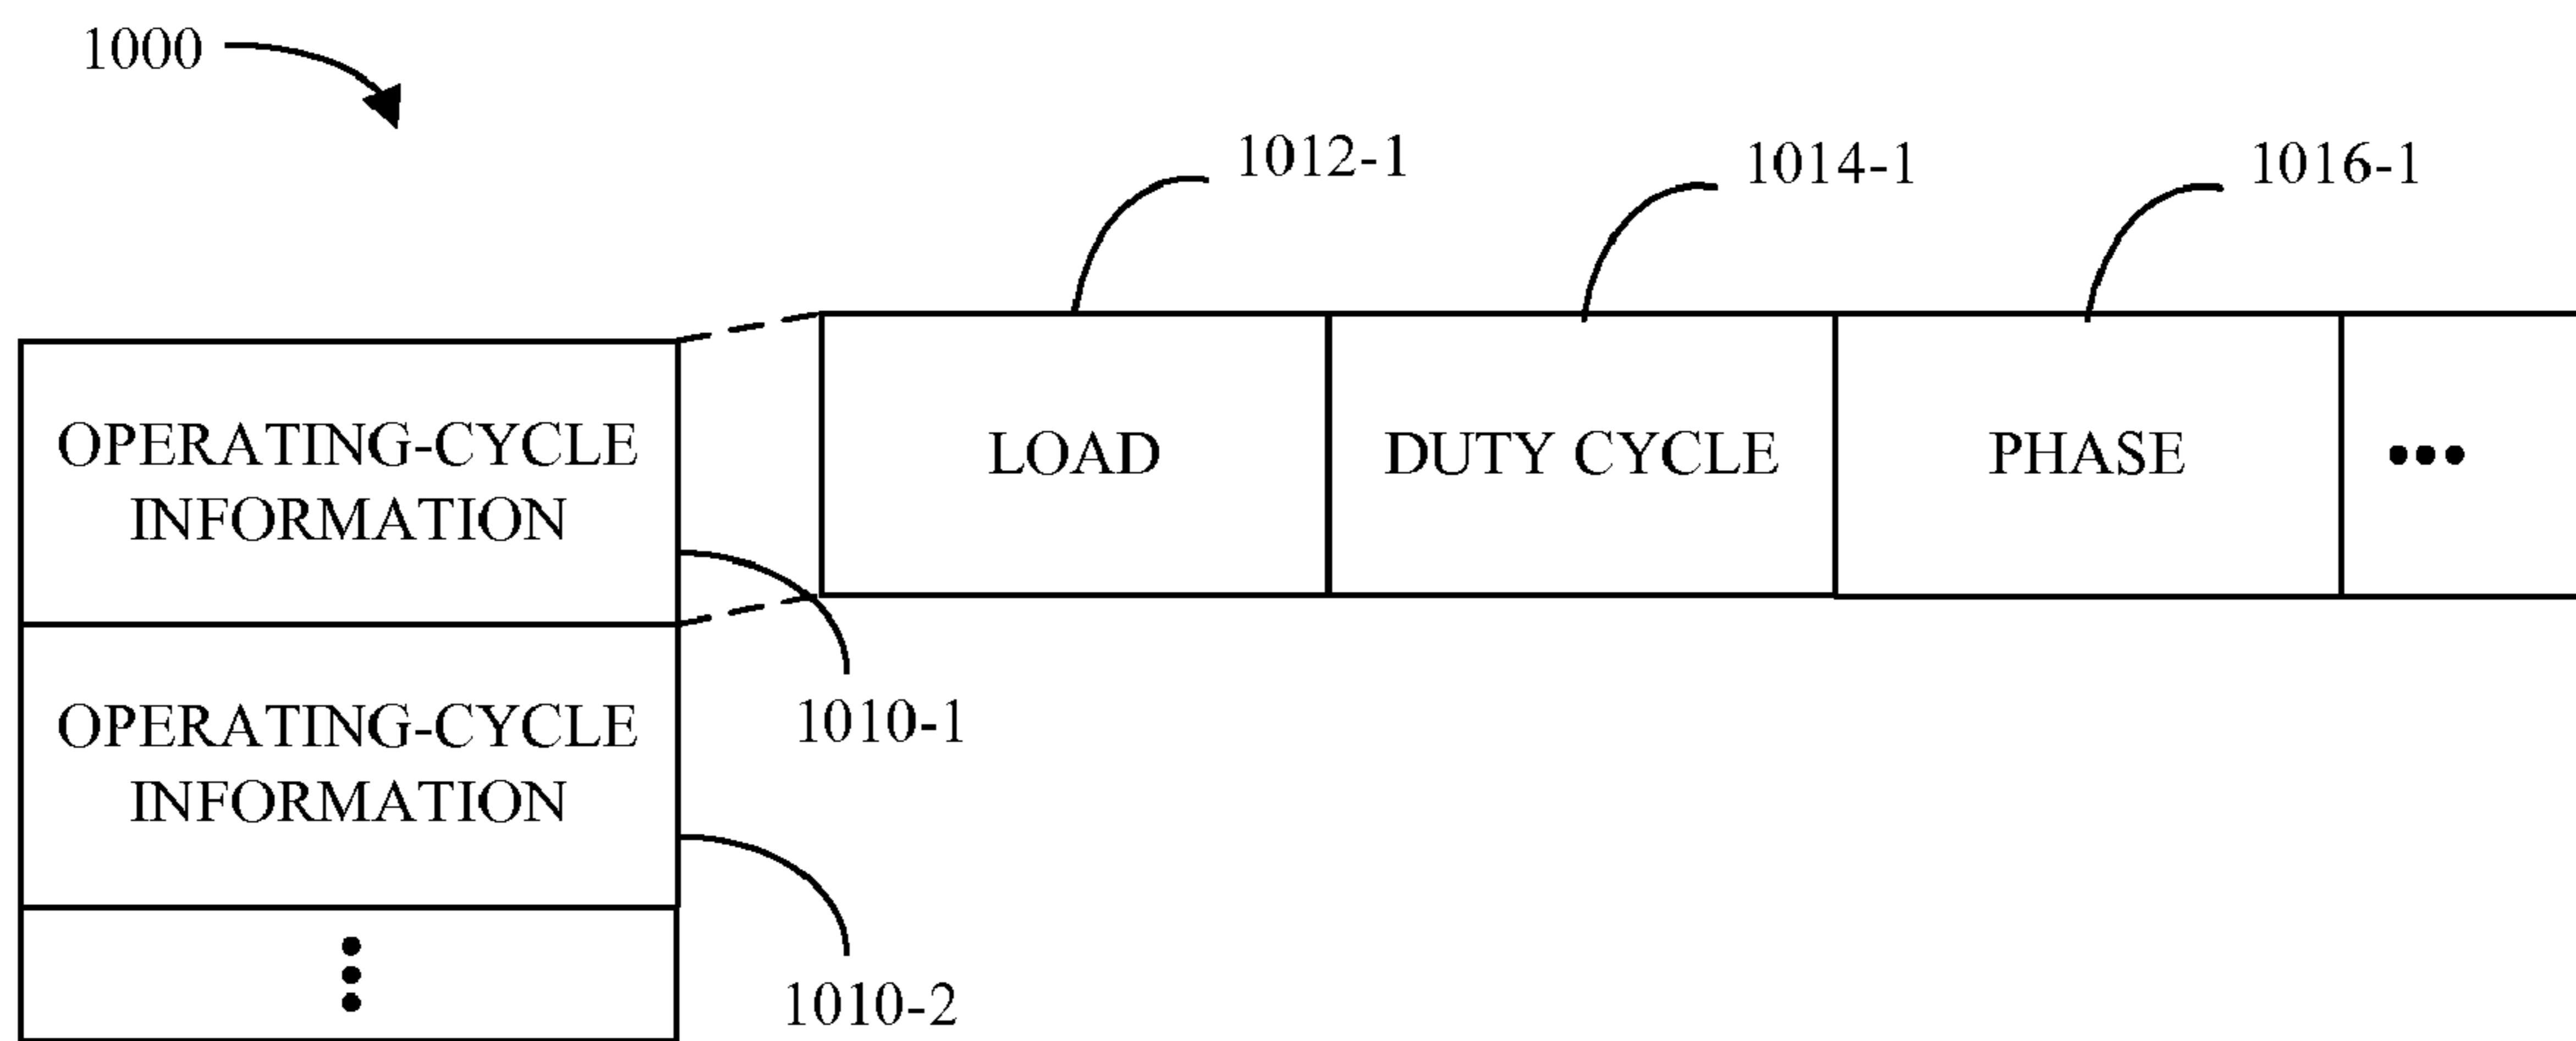 1000
1012-1
1014-1
1016-1
OPERATING-CYCLE
INFORMATION
LOAD
DUTY CYCLE
PHASE
•••
1010-1
OPERATING-CYCLE
INFORMATION
1010-2